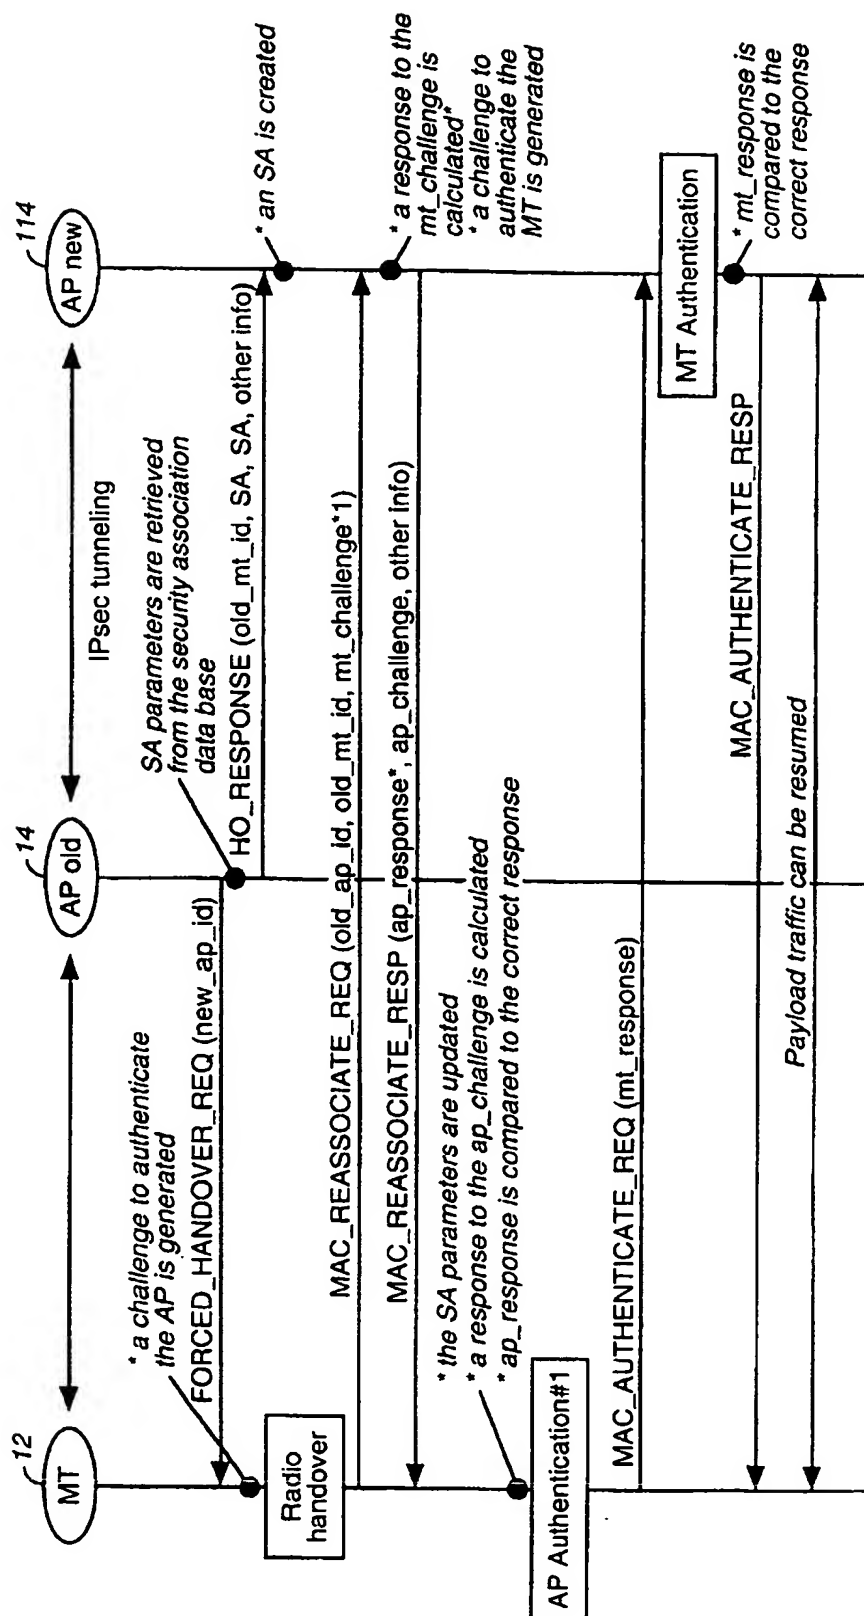 12
MT
14
AP old
114
AP new
IPsec tunneling
* a challenge to authenticate
the AP is generated
FORCED_HANDOVER_REQ (new_ap_id)
SA parameters are retrieved
from the security association
data base
HO_RESPONSE (old_mt_id, SA, SA, other info)
* an SA is created
Radio
handover
MAC_REASSOCIATE_REQ (old_ap_id, old_mt_id, mt_challenge*1)
* a response to the
mt_challenge is
calculated*
* a challenge to
authenticate the
MT is generated
MAC_REASSOCIATE_RESP (ap_response*, ap_challenge, other info)
* the SA parameters are updated
* a response to the ap_challenge is calculated
* ap_response is compared to the correct response
AP Authentication#1
MAC_AUTHENTICATE_REQ (mt_response)
MT Authentication
* mt_response is
compared to the
correct response
MAC_AUTHENTICATE_RESP
Payload traffic can be resumed